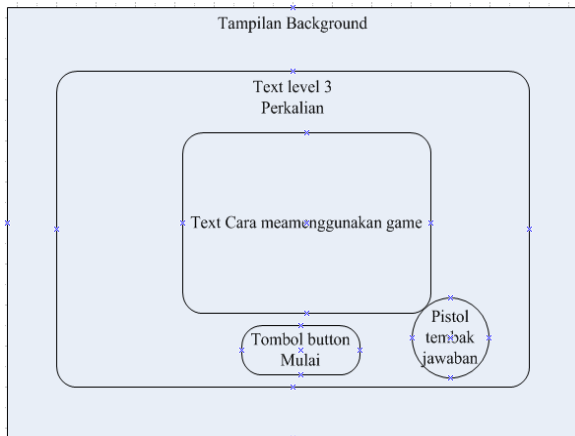 Tampilan Background
Text level 3
Perkalian
Text Cara meamenggunakan game
Tombol button
Mulai
Pistol
tembak
jawaban